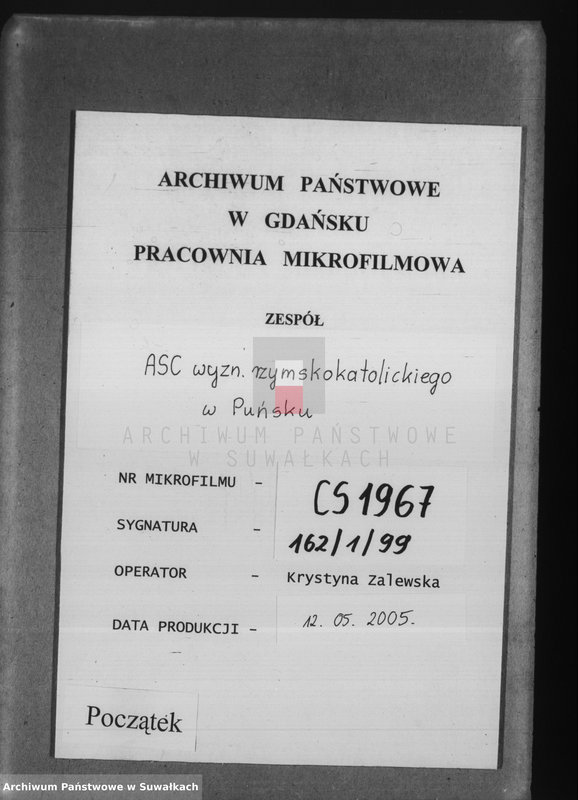 ARCHIWUM PAŃSTWOWE
W GDAŃSKU
PRACOWNIA MIKROFILMOWA
ZESPÓŁ
ASC wyzn. rzymskokatolickiego
w Puńsku
ARCHIWUM PAŃSTWOWE
W SUWAŁKACH
NR MIKROFILMU - CS 1967
SYGNATURA - 162/1/99
OPERATOR - Krystyna Zalewska
DATA PRODUKCJI - 12. 05. 2005.
Początek
Archiwum Państwowe w Suwałkach